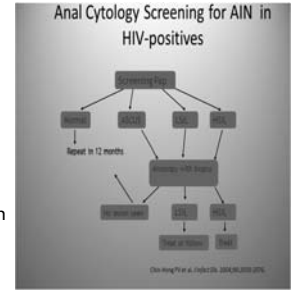 Anal Cytology Screening for AIN in
HIV-positives
Screening Pap
Normal ASCUS LSIL HSIL
Repeat in 12 months
Anoscopy with biopsy
No lesion seen LSIL HSIL
Treat or follow Treat